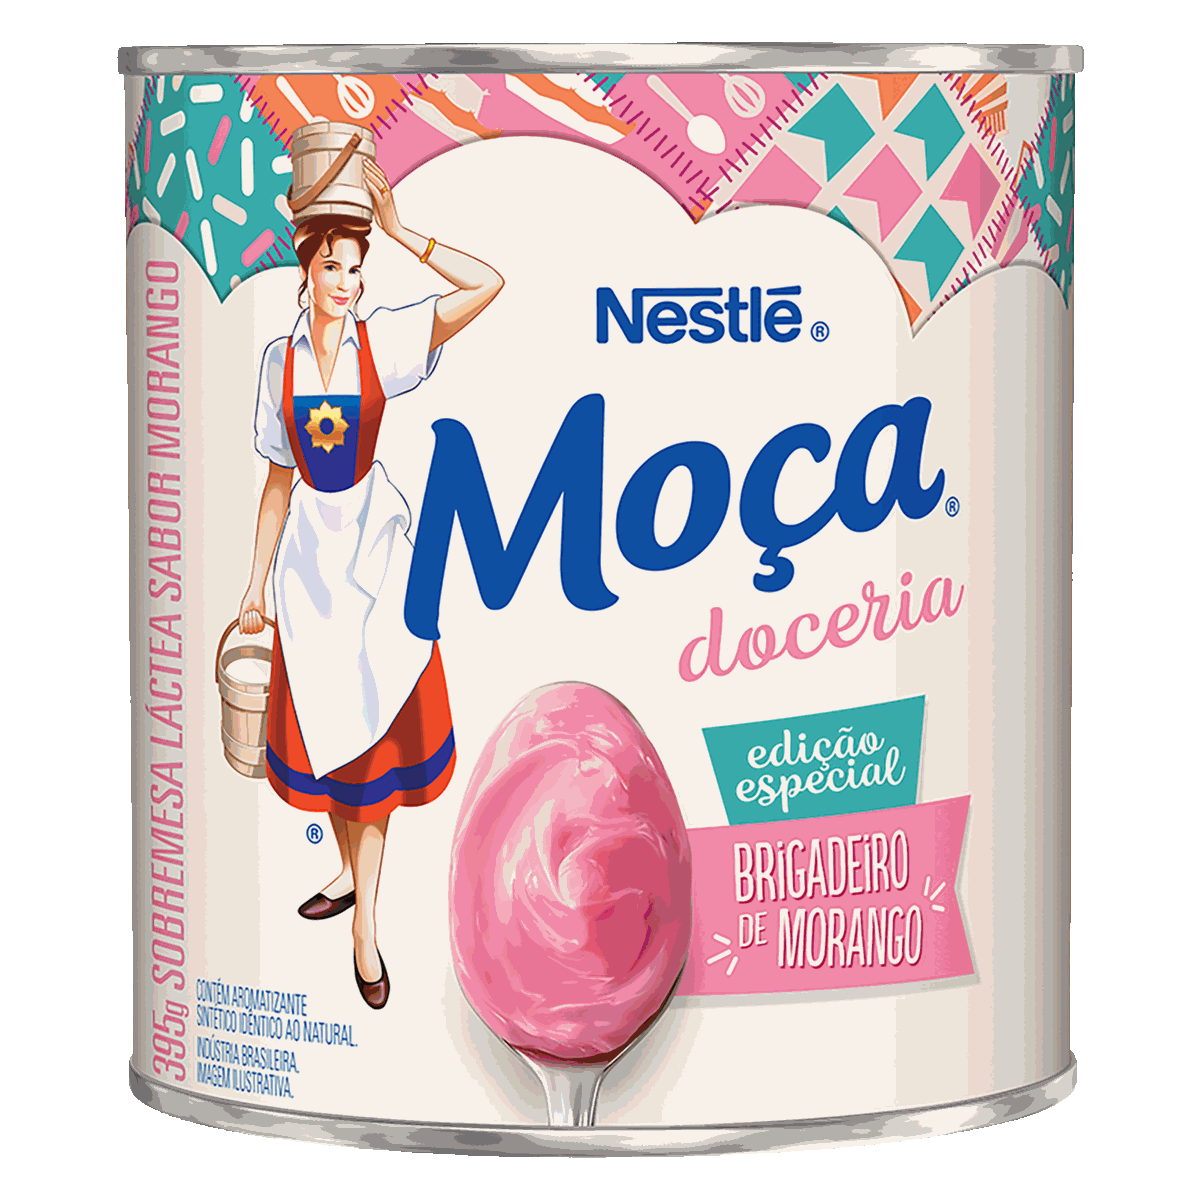 Nestlé®
Moça®
doceria
edição
especial
BRIGADEIRO
DE MORANGO
®
395g SOBREMESA LÁCTEA SABOR MORANGO
CONTÉM AROMATIZANTE
SINTÉTICO IDÊNTICO AO NATURAL.
INDÚSTRIA BRASILEIRA.
IMAGEM ILUSTRATIVA.